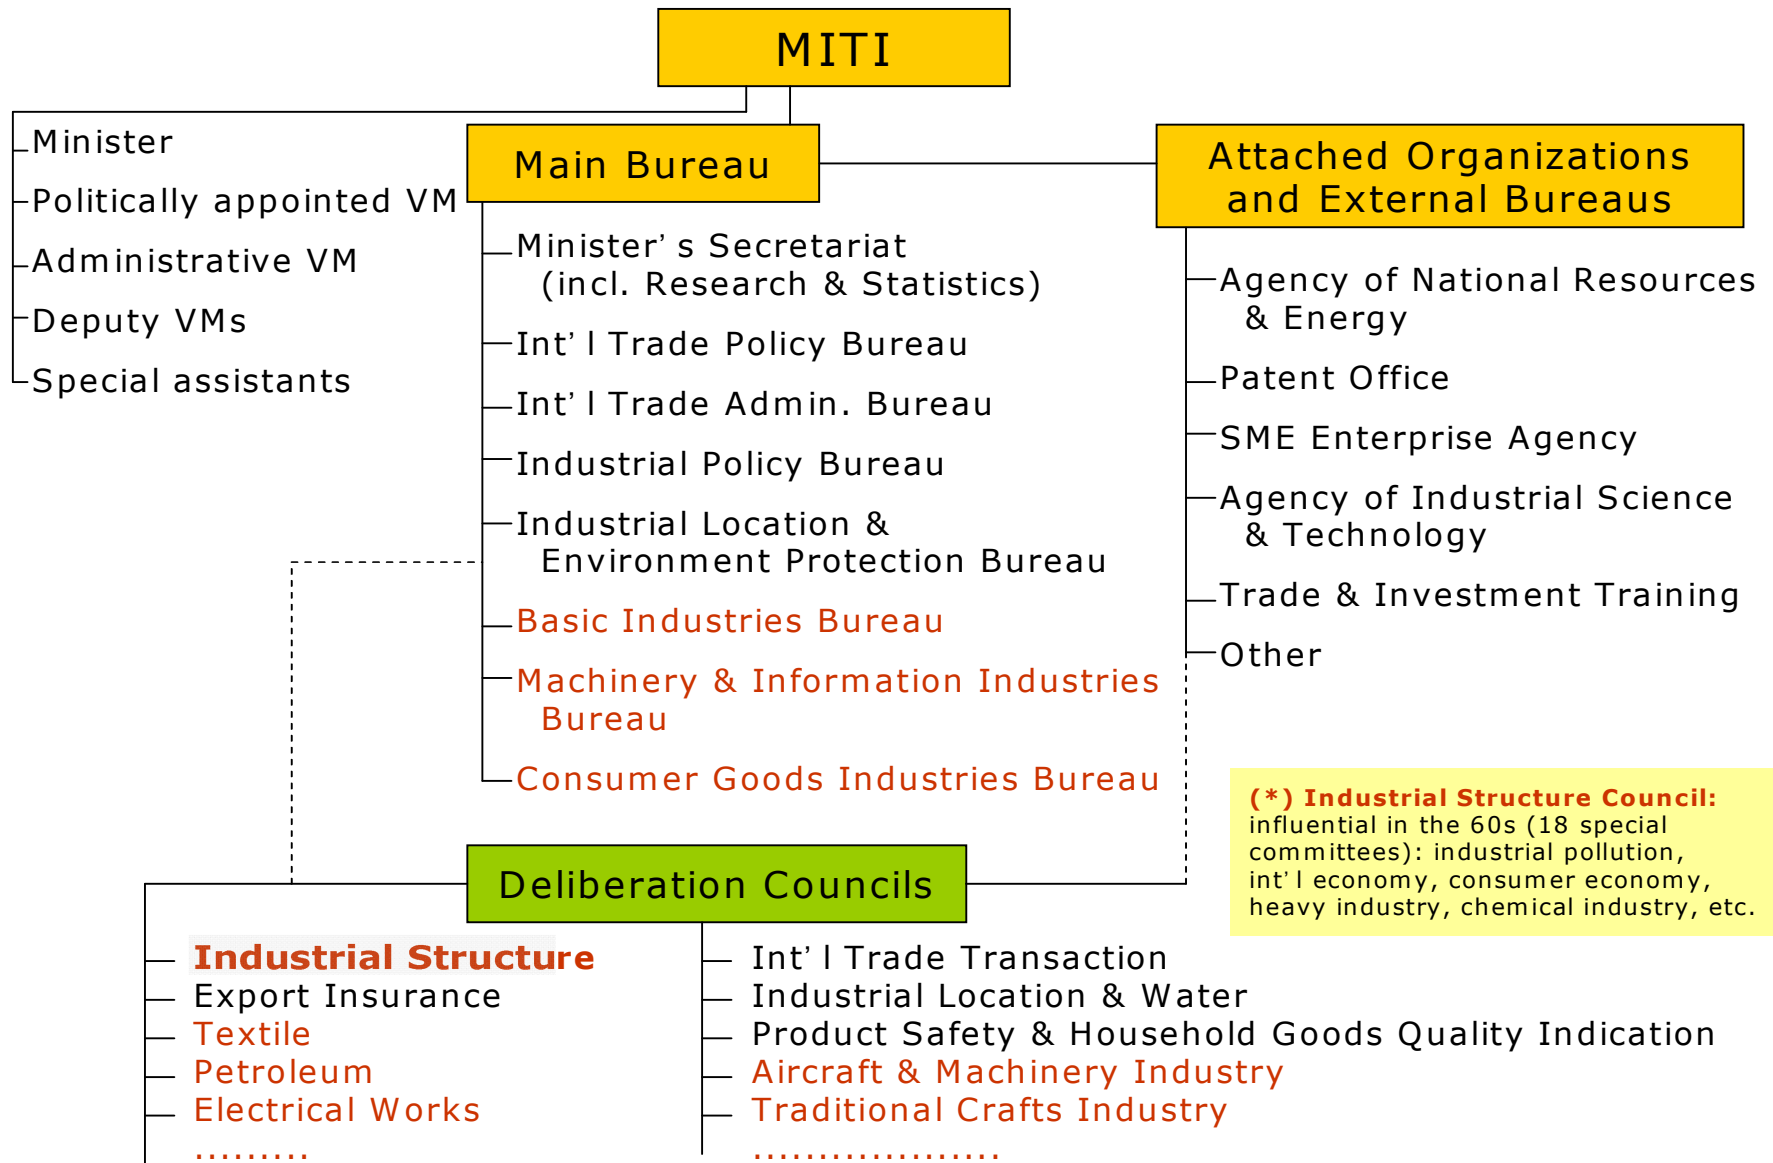 MITI
Minister
Politically appointed VM
Administrative VM
Deputy VMs
Special assistants
Main Bureau
Minister’s Secretariat
(incl. Research & Statistics)
Int’l Trade Policy Bureau
Int’l Trade Admin. Bureau
Industrial Policy Bureau
Industrial Location &
Environment Protection Bureau
Basic Industries Bureau
Machinery & Information Industries
Bureau
Consumer Goods Industries Bureau
Attached Organizations
and External Bureaus
Agency of National Resources
& Energy
Patent Office
SME Enterprise Agency
Agency of Industrial Science
& Technology
Trade & Investment Training
Other
(*) Industrial Structure Council:
influential in the 60s (18 special
committees): industrial pollution,
int’l economy, consumer economy,
heavy industry, chemical industry, etc.
Deliberation Councils
Industrial Structure
Export Insurance
Textile
Petroleum
Electrical Works
.........
Int’l Trade Transaction
Industrial Location & Water
Product Safety & Household Goods Quality Indication
Aircraft & Machinery Industry
Traditional Crafts Industry
...................